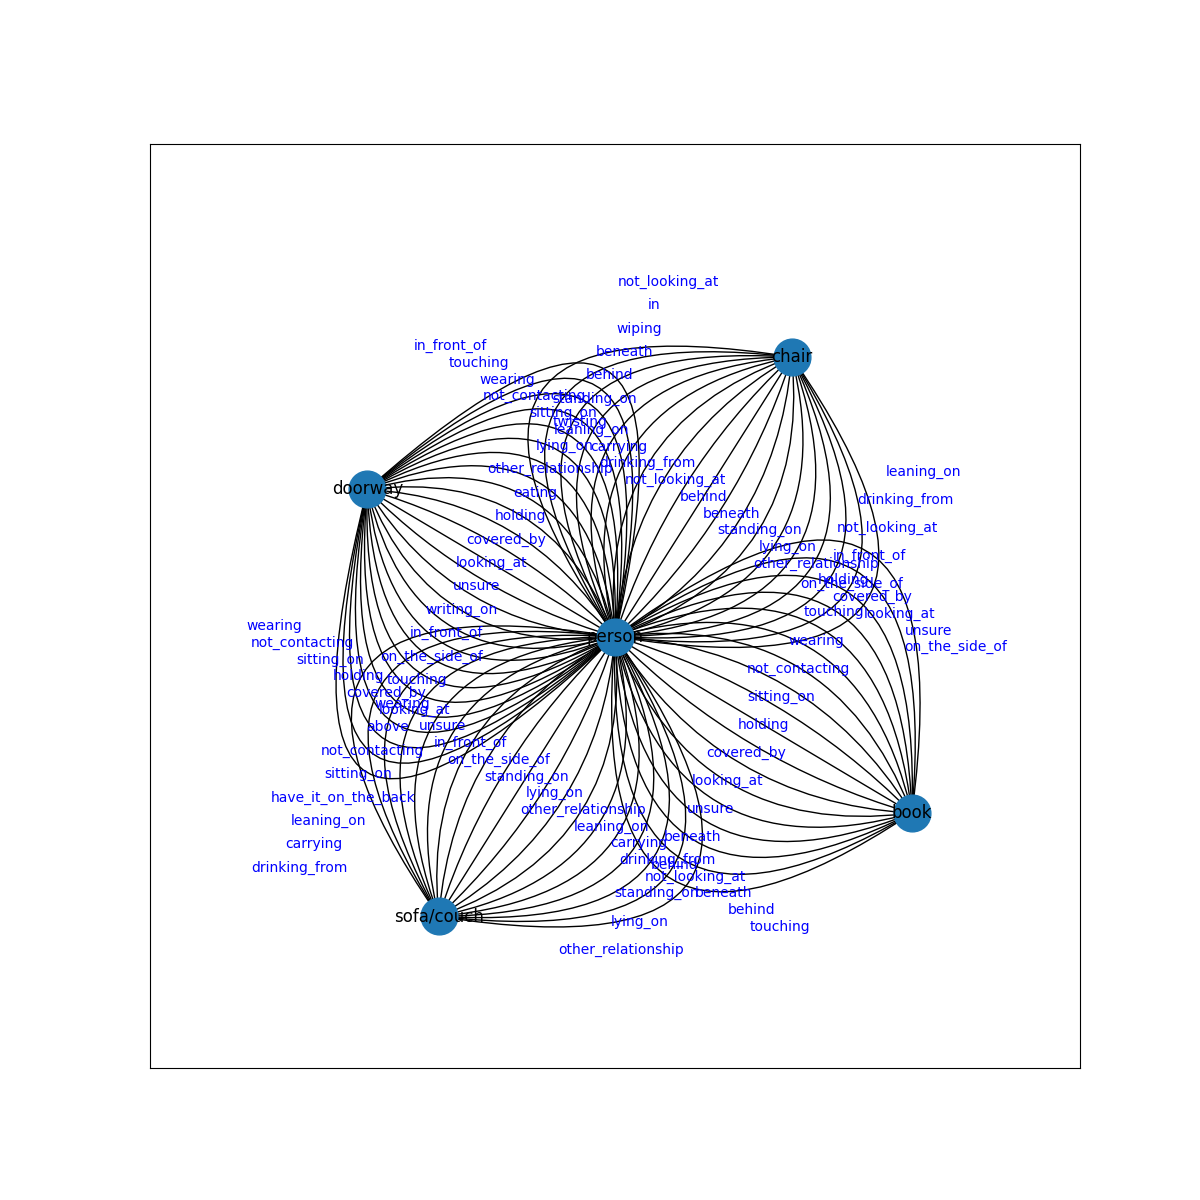 not_looking_at
in
wiping
in_front_of
beneath
chair
touching
behind
wearing
not_contacting
standing_on
sitting_on
twisting
leaning_on
lying_on
carrying
drinking_from
other_relationship
leaning_on
not_looking_at
doorway
eating
behind
drinking_from
holding
beneath
standing_on
not_looking_at
covered_by
lying_on
in_front_of
looking_at
other_relationship
holding
on_the_side_of
unsure
covered_by
writing_on
touching
looking_at
wearing
in_front_of
unsure
person
not_contacting
wearing
on_the_side_of
sitting_on
on_the_side_of
not_contacting
holding
touching
covered_by
sitting_on
wearing
looking_at
above
unsure
holding
in_front_of
not_contacting
covered_by
on_the_side_of
sitting_on
standing_on
looking_at
lying_on
have_it_on_the_back
other_relationship
unsure
book
leaning_on
leaning_on
carrying
carrying
beneath
drinking_from
drinking_from
behind
not_looking_at
standing_on
beneath
behind
sofa/couch
lying_on
touching
other_relationship